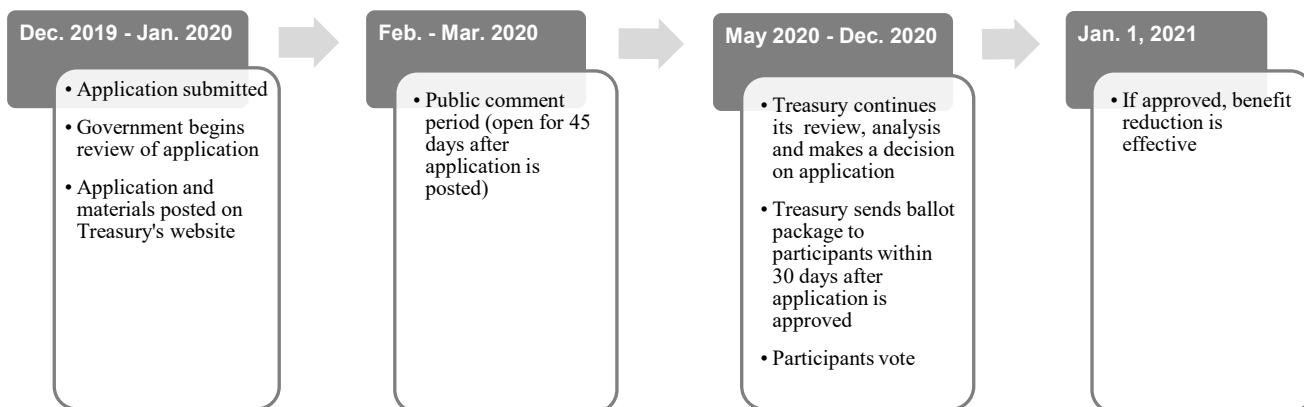 Dec. 2019 - Jan. 2020
• Application submitted
• Government begins
review of application
• Application and
materials posted on
Treasury's website
Feb. - Mar. 2020
• Public comment
period (open for 45
days after
application is
posted)
May 2020 - Dec. 2020
• Treasury continues
its review, analysis
and makes a decision
on application
• Treasury sends ballot
package to
participants within
30 days after
application is
approved
• Participants vote
Jan. 1, 2021
• If approved, benefit
reduction is
effective